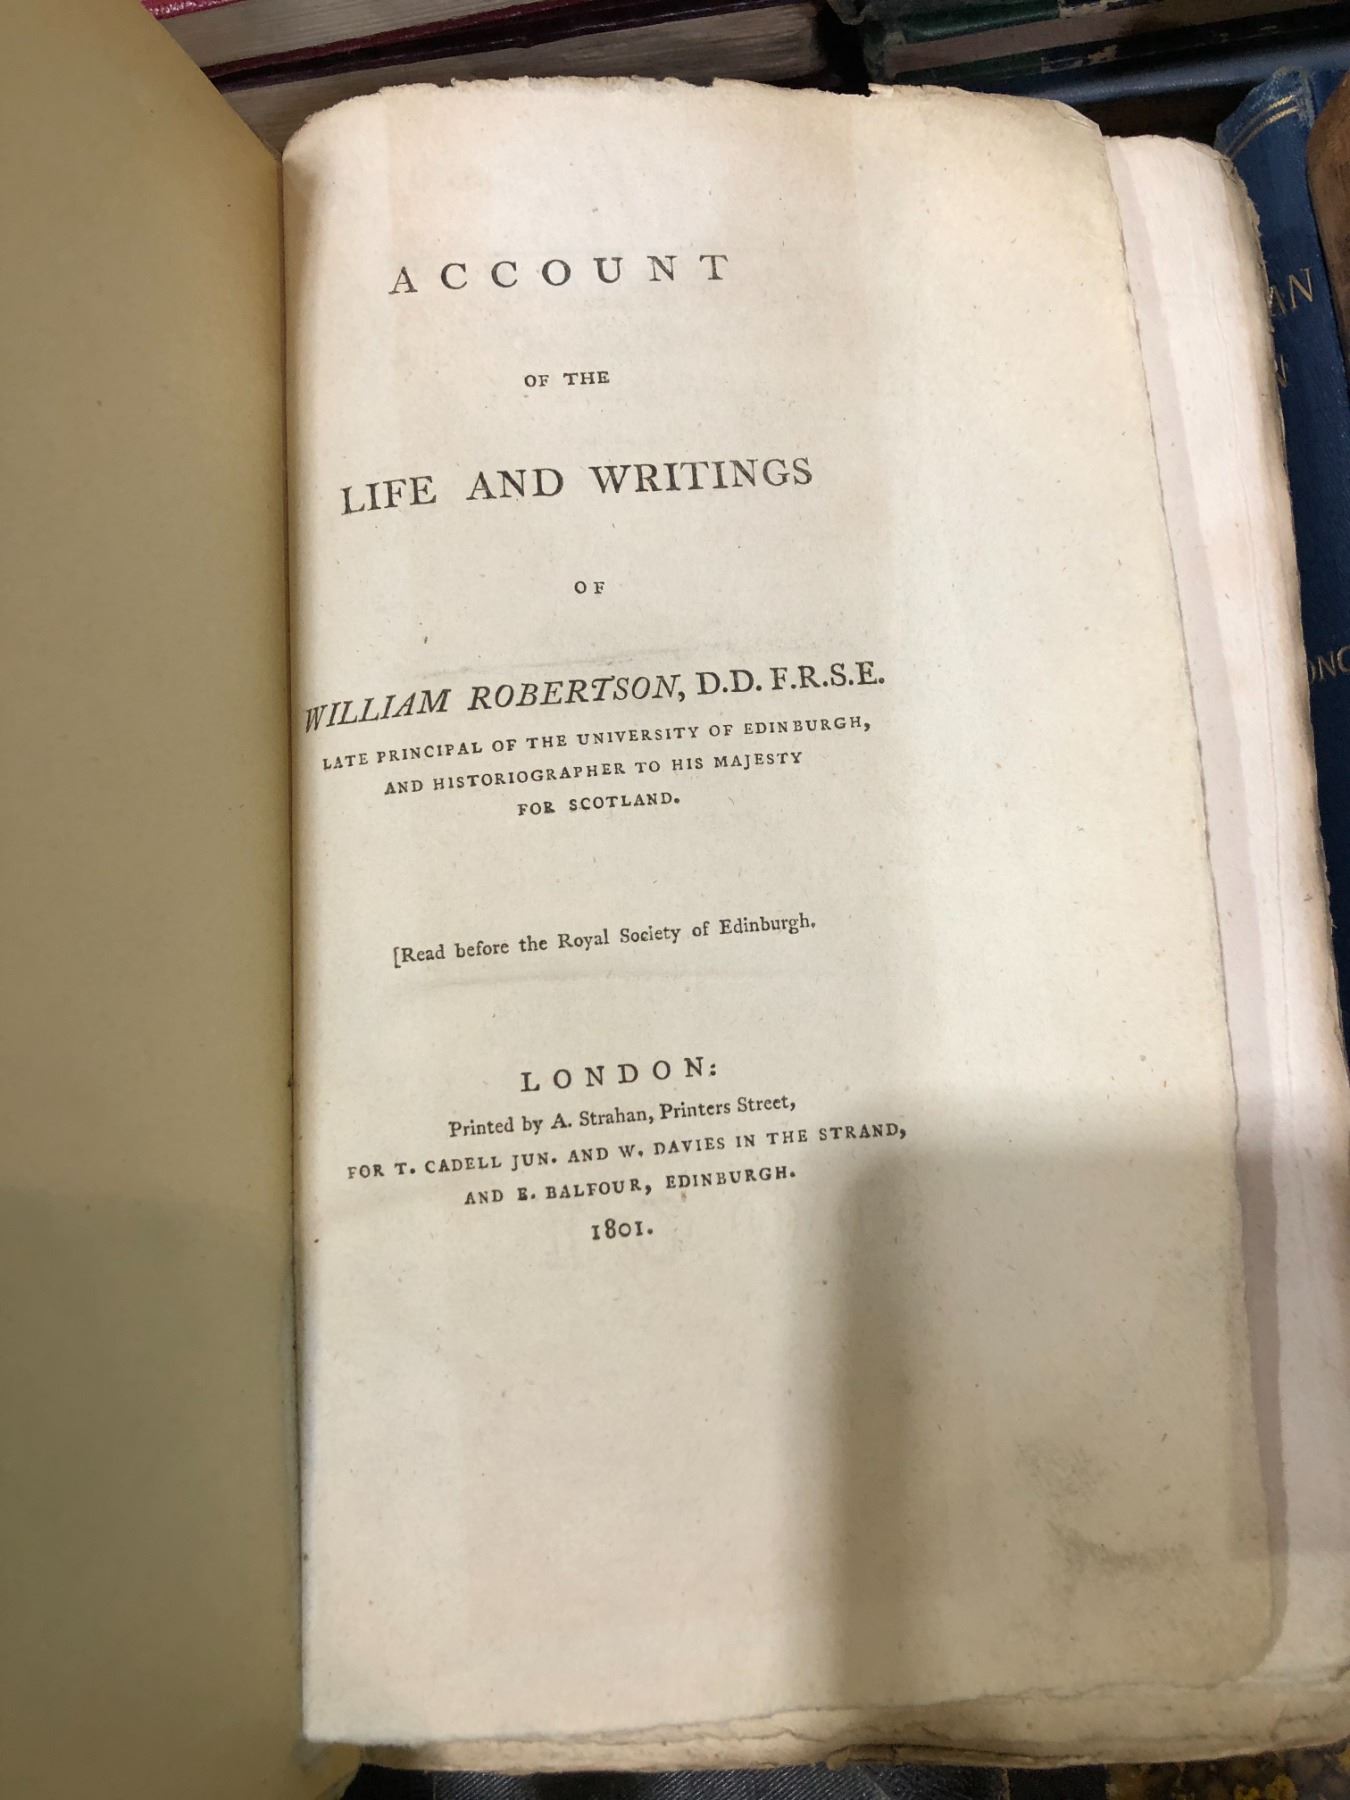 ACCOUNT
OF THE
LIFE AND WRITINGS
OF
WILLIAM ROBERTSON, D.D. F.R.S.E.
LATE PRINCIPAL OF THE UNIVERSITY OF EDINBURGH,
AND HISTORIOGRAPHER TO HIS MAJESTY
FOR SCOTLAND.
[Read before the Royal Society of Edinburgh.
LONDON:
Printed by A. Strahan, Printers Street,
FOR T. CADELL JUN. AND W. DAVIES IN THE STRAND,
AND E. BALFOUR, EDINBURGH.
1801.